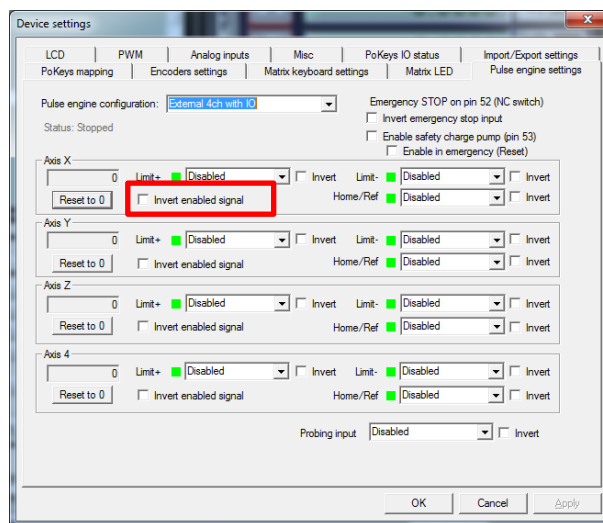 Device settings
LCD PWM Analog inputs Misc PoKeys IO status Import/Export settings
PoKeys mapping Encoders settings Matrix keyboard settings Matrix LED Pulse engine settings
Pulse engine configuration: External 4ch with IO Emergency STOP on pin 52 (NC switch)
Invert emergency stop input
Status: Stopped
Enable safety charge pump (pin 53)
Enable in emergency (Reset)
Axis X
0 Limit+ Disabled Invert Limit- Disabled Invert
Reset to 0 Invert enabled signal Home/Ref Disabled Invert
Axis Y
0 Limit+ Disabled Invert Limit- Disabled Invert
Reset to 0 Invert enabled signal Home/Ref Disabled Invert
Axis Z
0 Limit+ Disabled Invert Limit- Disabled Invert
Reset to 0 Invert enabled signal Home/Ref Disabled Invert
Axis 4
0 Limit+ Disabled Invert Limit- Disabled Invert
Reset to 0 Invert enabled signal Home/Ref Disabled Invert
Probing input Disabled Invert
OK Cancel Apply